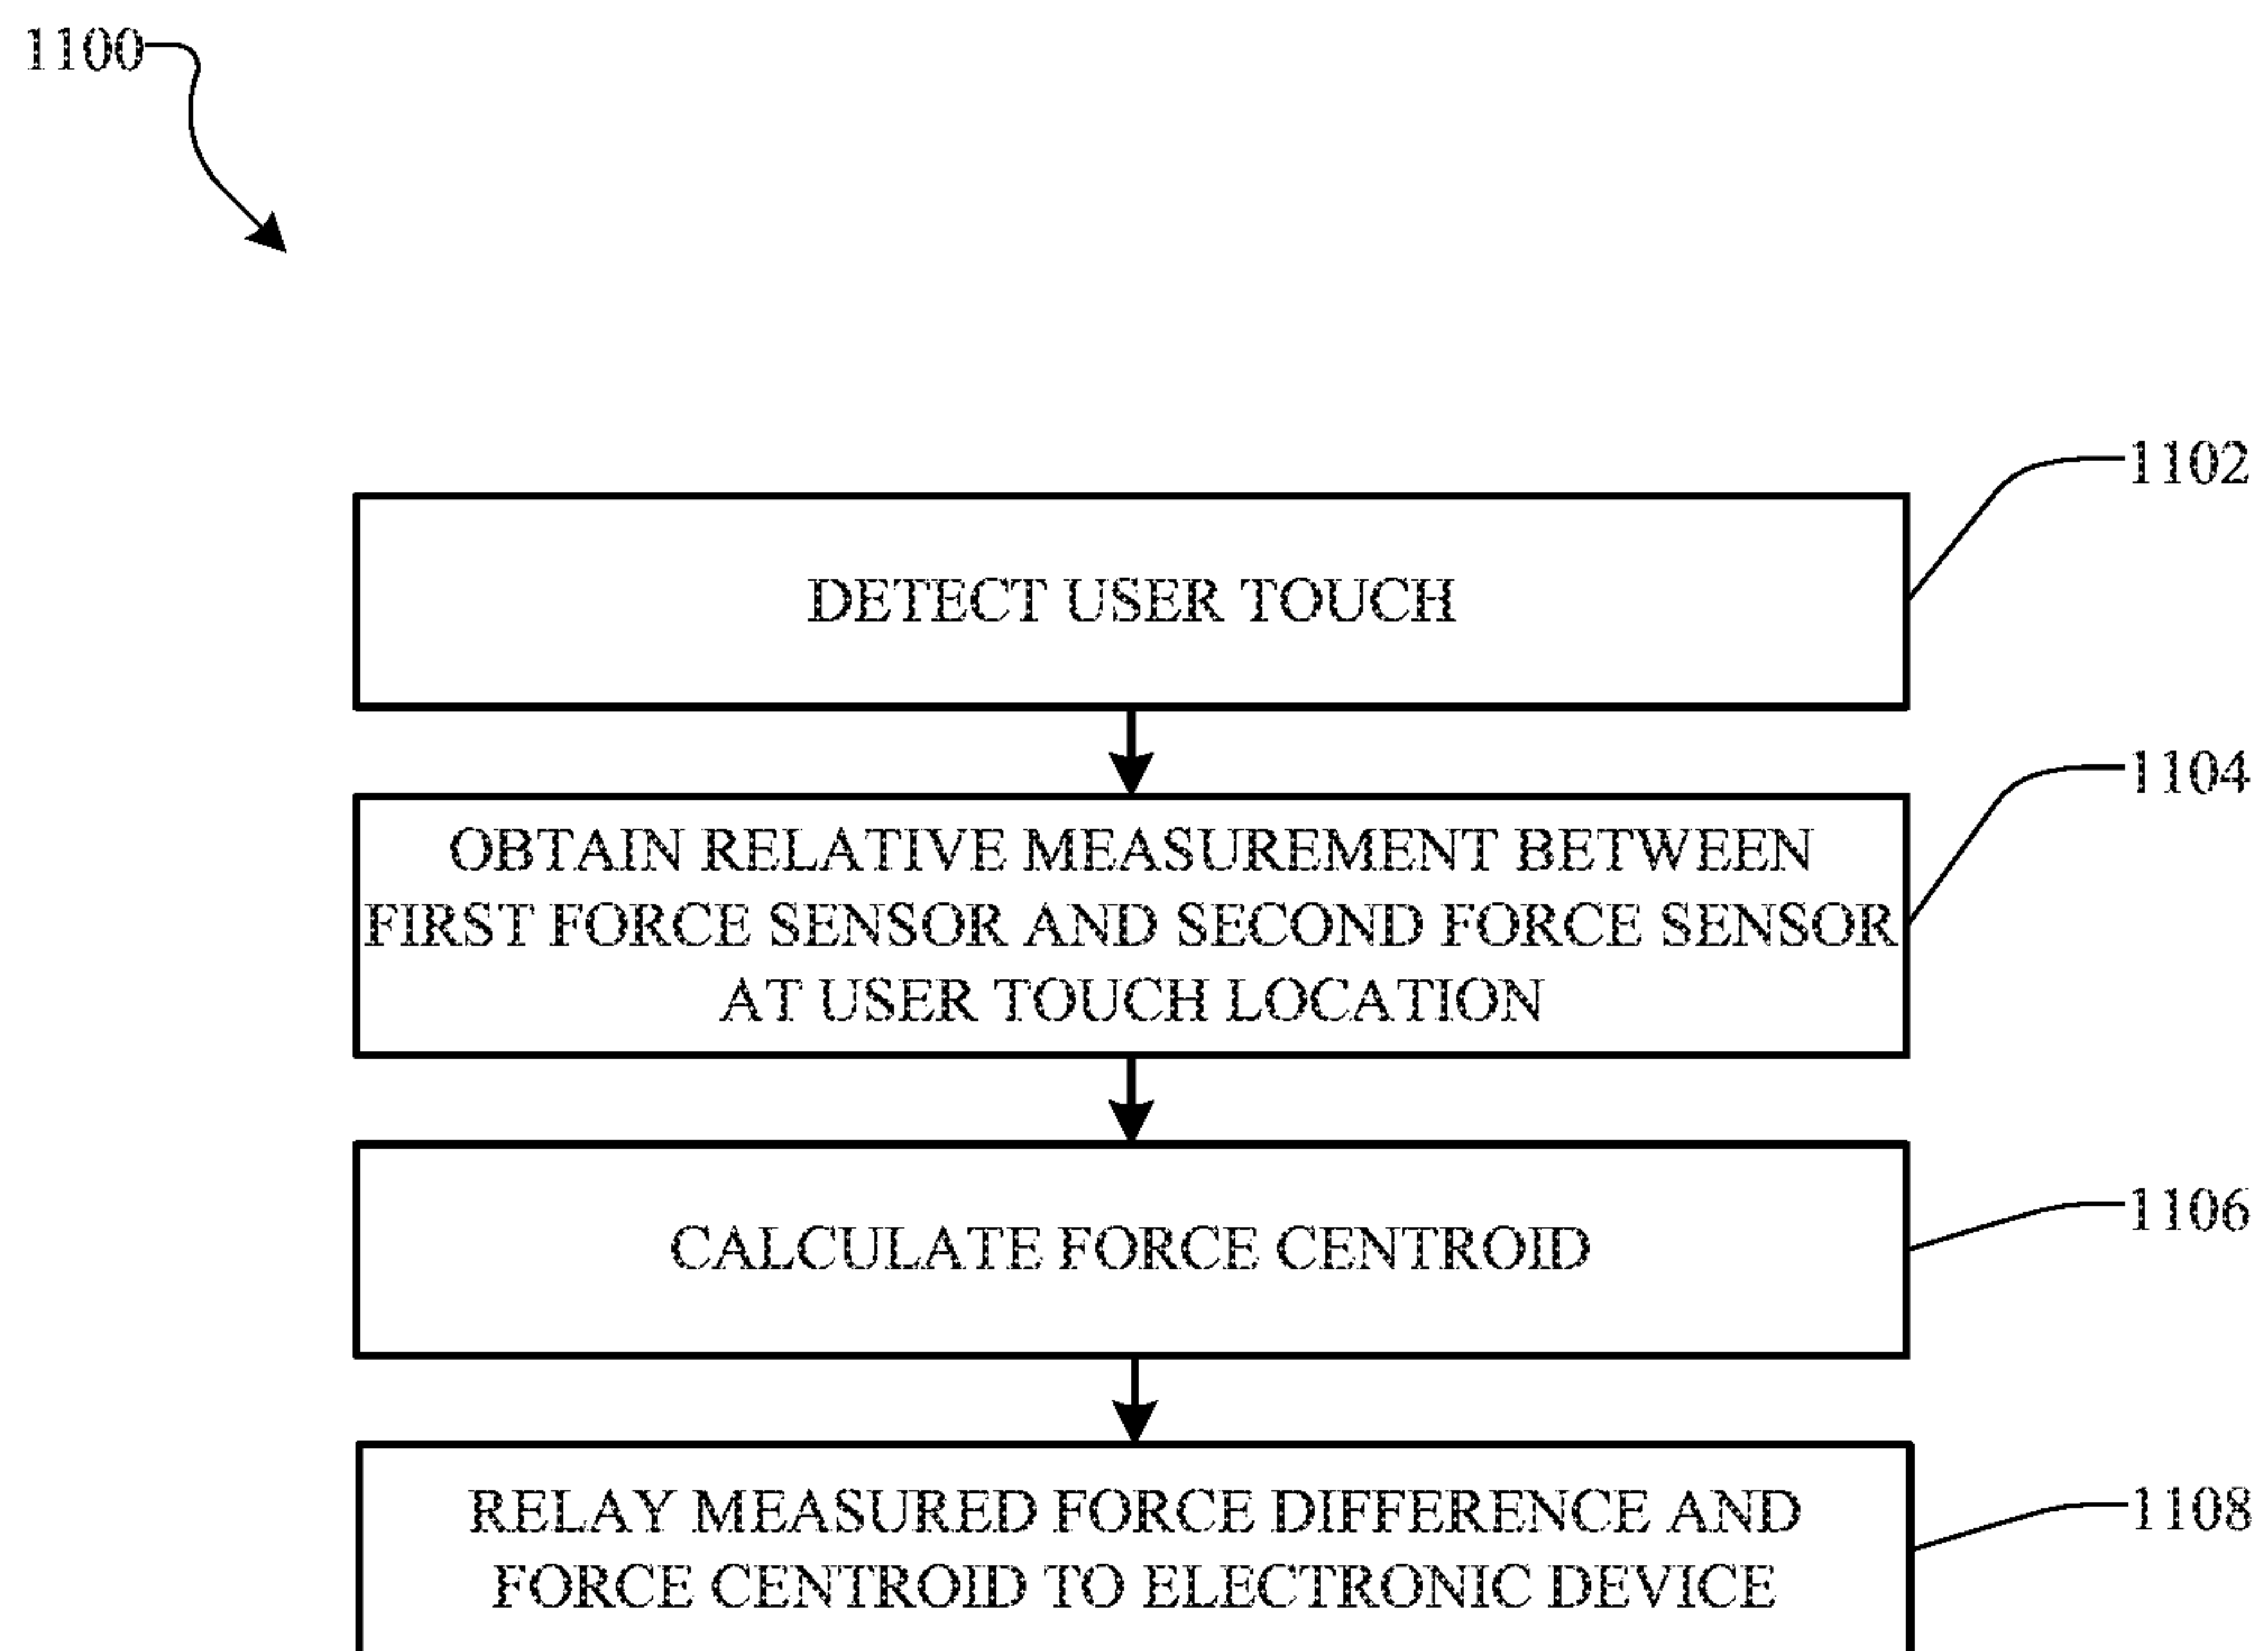 1100
1102
DETECT USER TOUCH
1104
OBTAIN RELATIVE MEASUREMENT BETWEEN
FIRST FORCE SENSOR AND SECOND FORCE SENSOR
AT USER TOUCH LOCATION
1106
CALCULATE FORCE CENTROID
1108
RELAY MEASURED FORCE DIFFERENCE AND
FORCE CENTROID TO ELECTRONIC DEVICE